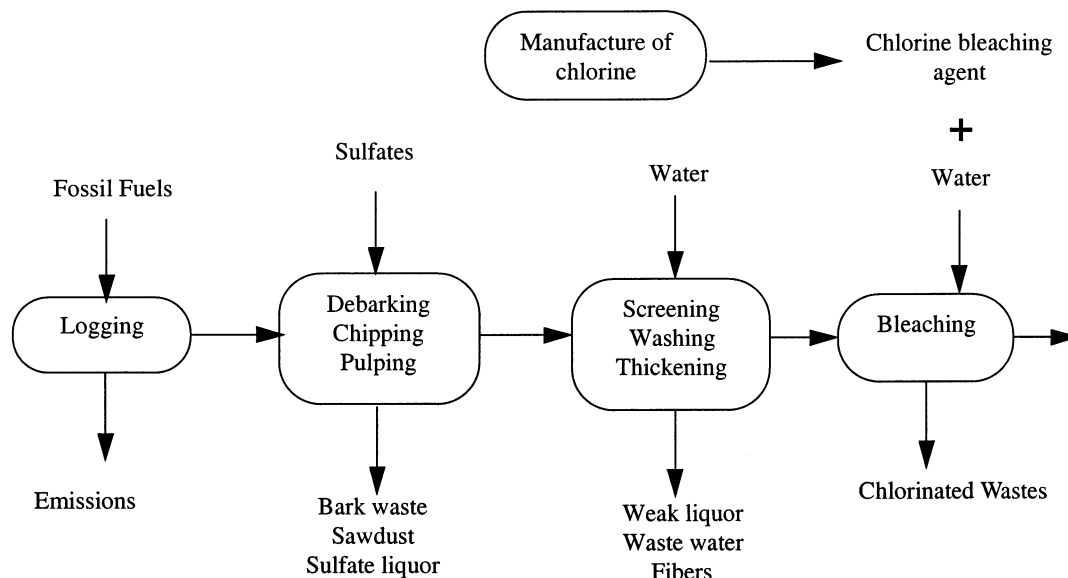 Manufacture of
chlorine
Chlorine bleaching
agent
+
Sulfates
Water
Water
Fossil Fuels
Logging
Debarking
Chipping
Pulping
Screening
Washing
Thickening
Bleaching
Emissions
Bark waste
Sawdust
Sulfate liquor
Weak liquor
Waste water
Fibers
Chlorinated Wastes